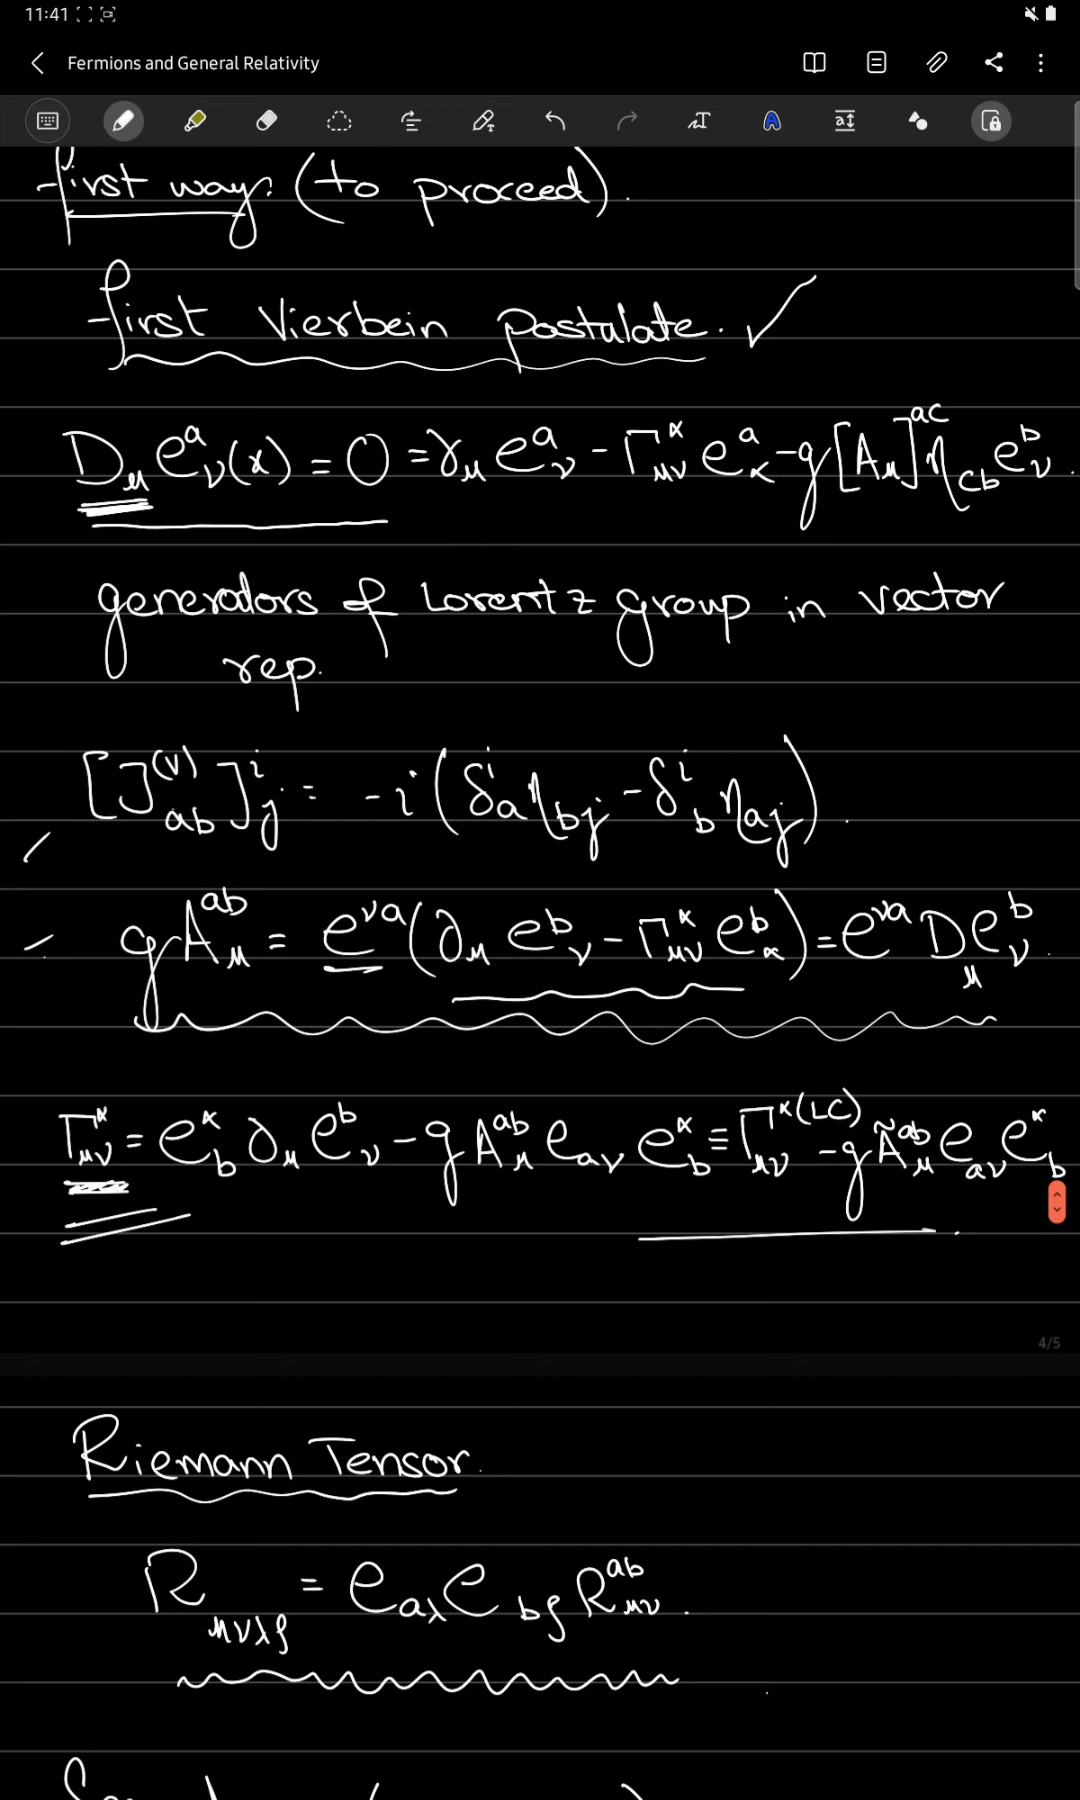 11:41
Fermions and General Relativity
first way: (to proceed).
first Vierbein postulate. ✓
D_μ e^a_ν(x) = 0 = ∂_μ e^a_ν - Γ^α_μν e^a_α - g[A_μ]^ac η_cb e^b_ν.
generators of Lorentz group in vector
rep.
[J^(V)_ab]^i_j = -i(δ^i_a η_bj - δ^i_b η_aj).
gA^ab_μ = e^νa(∂_μ e^b_ν - Γ^α_μν e^b_α) = e^νa D_μ e^b_ν.
Γ^α_μν = e^α_b ∂_μ e^b_ν - gA^ab_μ e_aν e^α_b ≡ Γ^α(LC)_μν - gÃ^ab_μ e_aν e^α_b.
4/5
Riemann Tensor.
R_μνλρ = e_aλ e_bρ R^ab_μν.